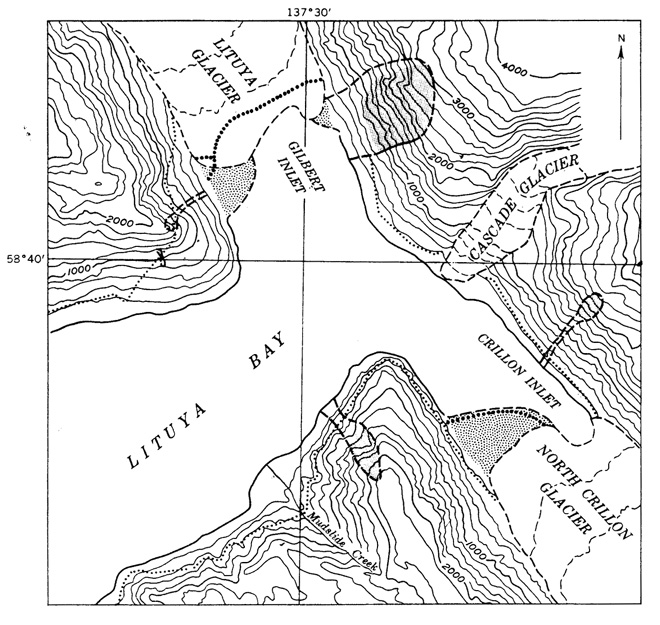 137°30'
N
LITUYA
GLACIER
4000
3000
GILBERT
INLET
2000
1000
CASCADE GLACIER
2000
58°40'
1000
CRILLON INLET
LITUYA BAY
NORTH CRILLON
GLACIER
Mudslide Creek
1000
2000